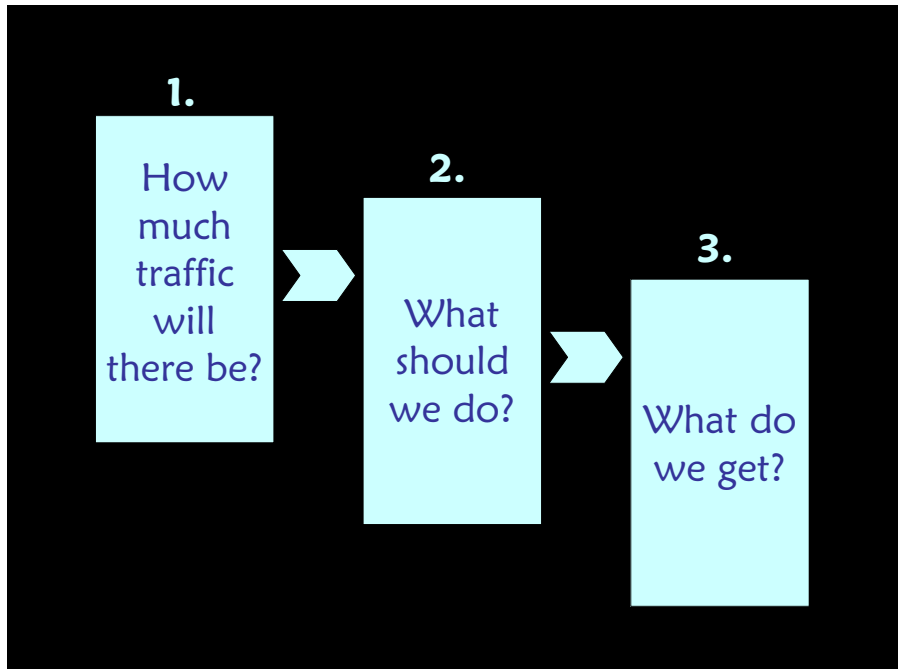 1.
How
much
traffic
will
there be?
2.
What
should
we do?
3.
What do
we get?